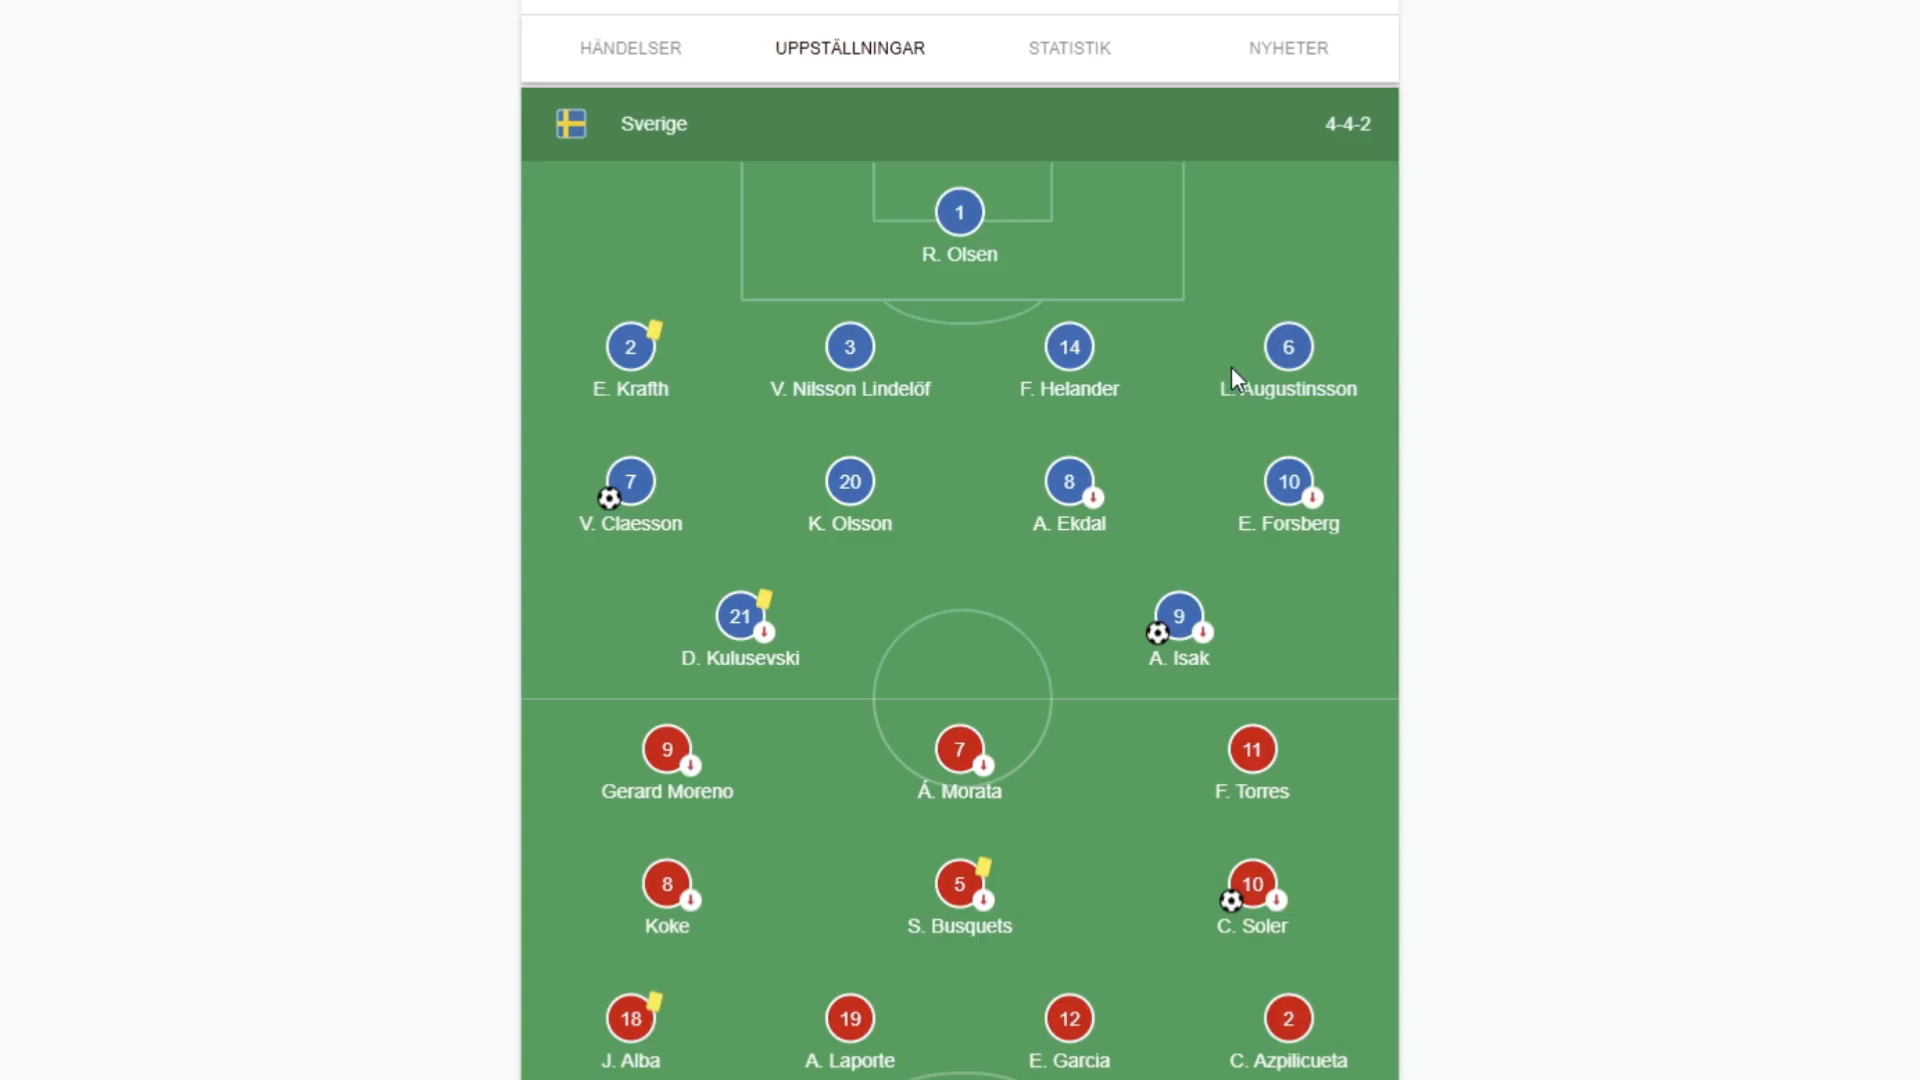 HÄNDELSER UPPSTÄLLNINGAR STATISTIK NYHETER
Sverige 4-4-2
1
R. Olsen
2 3 14 6
E. Krafth V. Nilsson Lindelöf F. Helander L. Augustinsson
7 20 8 10
V. Claesson K. Olsson A. Ekdal E. Forsberg
21 9
D. Kulusevski A. Isak
9 7 11
Gerard Moreno Á. Morata F. Torres
8 5 10
Koke S. Busquets C. Soler
18 19 12 2
J. Alba A. Laporte E. Garcia C. Azpilicueta